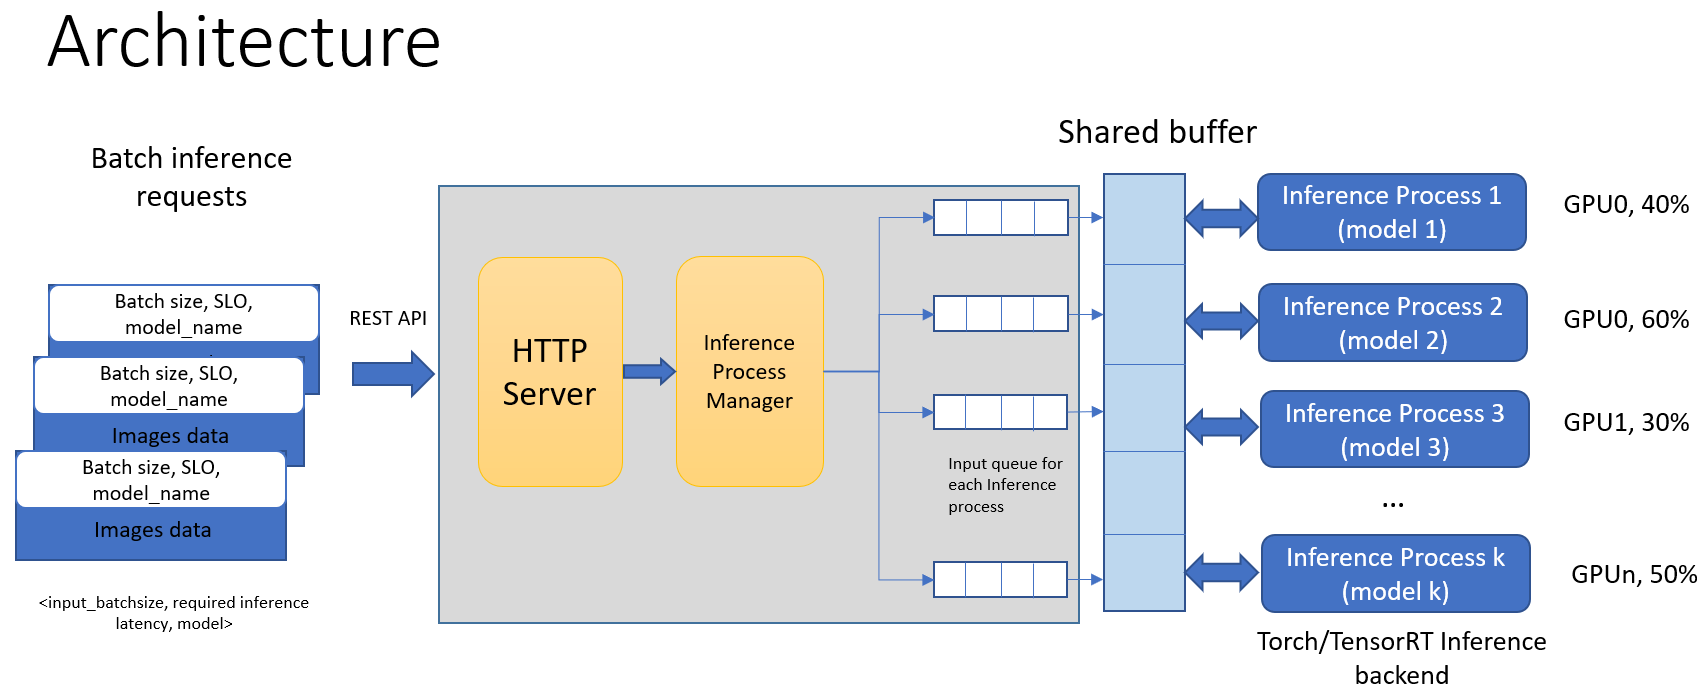 Architecture
Batch inference
requests
Batch size, SLO,
model_name
Batch size, SLO,
model_name
Images data
Batch size, SLO,
model_name
Images data
<input_batchsize, required inference
latency, model>
REST API
HTTP
Server
Inference
Process
Manager
Input queue for
each Inference
process
Shared buffer
Inference Process 1
(model 1)
GPU0, 40%
Inference Process 2
(model 2)
GPU0, 60%
Inference Process 3
(model 3)
GPU1, 30%
...
Inference Process k
(model k)
GPUn, 50%
Torch/TensorRT Inference
backend